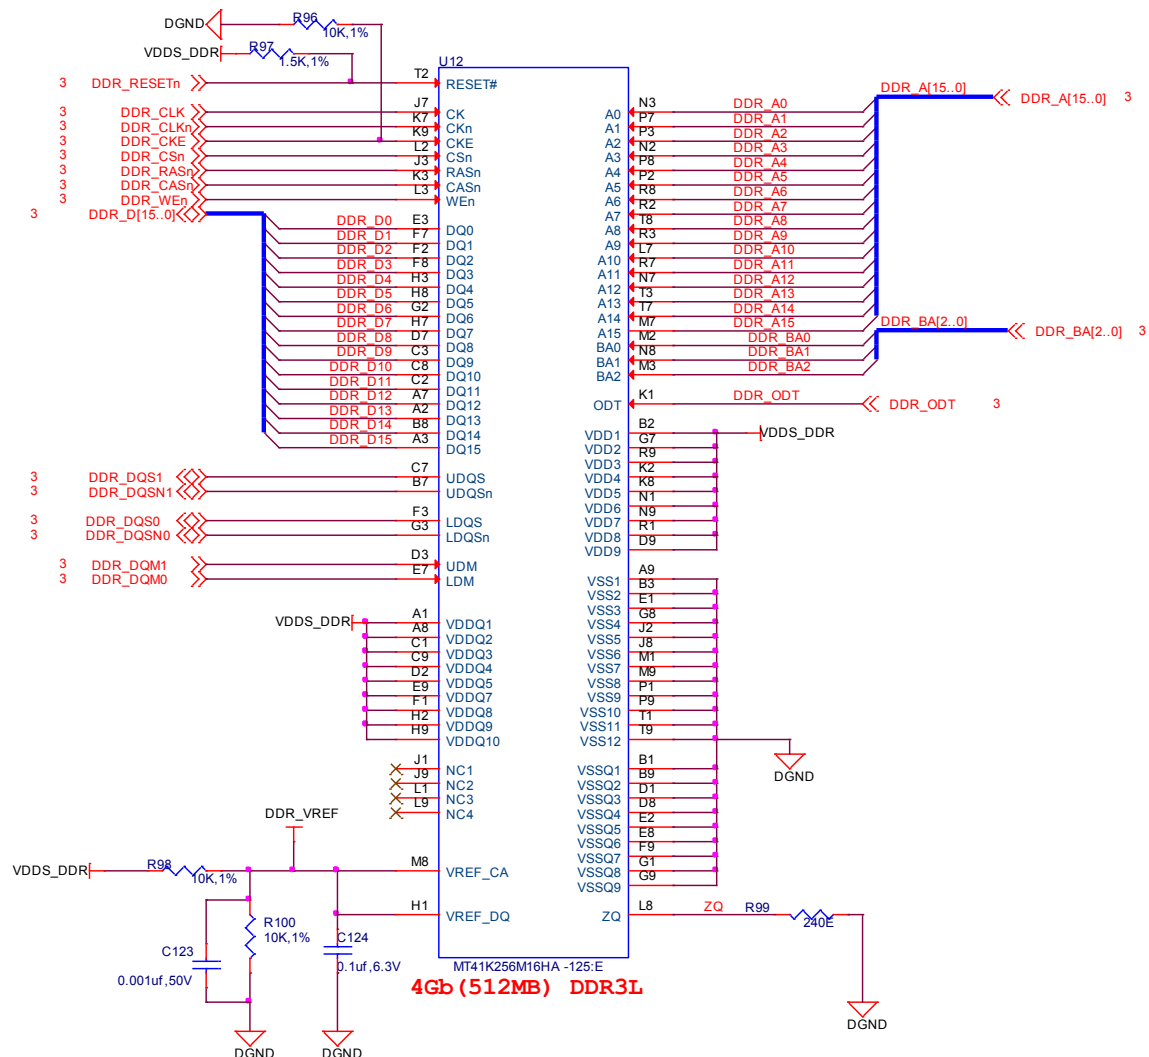 DGND
R96
10K,1%
VDDS_DDR
R97
1.5K,1%
U12
3 DDR_RESETn T2 RESET#
3 DDR_CLK J7 CK
3 DDR_CLKn K7 CKn
3 DDR_CKE K9 CKE
3 DDR_CSn L2 CSn
3 DDR_RASn J3 RASn
3 DDR_CASn K3 CASn
3 DDR_WEn L3 WEn
3 DDR_D[15..0]
DDR_D0 E3 DQ0
DDR_D1 F7 DQ1
DDR_D2 F2 DQ2
DDR_D3 F8 DQ3
DDR_D4 H3 DQ4
DDR_D5 H8 DQ5
DDR_D6 G2 DQ6
DDR_D7 H7 DQ7
DDR_D8 D7 DQ8
DDR_D9 C3 DQ9
DDR_D10 C8 DQ10
DDR_D11 C2 DQ11
DDR_D12 A7 DQ12
DDR_D13 A2 DQ13
DDR_D14 B8 DQ14
DDR_D15 A3 DQ15
3 DDR_DQS1 C7 UDQS
3 DDR_DQSN1 B7 UDQSn
3 DDR_DQS0 F3 LDQS
3 DDR_DQSN0 G3 LDQSn
3 DDR_DQM1 D3 UDM
3 DDR_DQM0 E7 LDM
VDDS_DDR A1 VDDQ1
A8 VDDQ2
C1 VDDQ3
C9 VDDQ4
D2 VDDQ5
E9 VDDQ7
F1 VDDQ8
H2 VDDQ9
H9 VDDQ10
J1 NC1
J9 NC2
L1 NC3
L9 NC4
DDR_VREF
VDDS_DDR R98 10K,1% M8 VREF_CA
H1 VREF_DQ
R100
10K,1%
C123
0.001uf,50V
C124
0.1uf,6.3V
DGND
DGND
DDR_A[15..0] DDR_A[15..0] 3
A0 N3 DDR_A0
A1 P7 DDR_A1
A2 P3 DDR_A2
A3 N2 DDR_A3
A4 P8 DDR_A4
A5 P2 DDR_A5
A6 R8 DDR_A6
A7 R2 DDR_A7
A8 T8 DDR_A8
A9 R3 DDR_A9
A10 L7 DDR_A10
A11 R7 DDR_A11
A12 N7 DDR_A12
A13 T3 DDR_A13
A14 T7 DDR_A14
A15 M7 DDR_A15
DDR_BA[2..0] DDR_BA[2..0] 3
BA0 M2 DDR_BA0
BA1 N8 DDR_BA1
BA2 M3 DDR_BA2
ODT K1 DDR_ODT DDR_ODT 3
VDD1 B2 VDDS_DDR
VDD2 G7
VDD3 R9
VDD4 K2
VDD5 K8
VDD6 N1
VDD7 N9
VDD8 R1
VDD9 D9
VSS1 A9
VSS2 B3
VSS3 E1
VSS4 G8
VSS5 J2
VSS6 J8
VSS7 M1
VSS8 M9
VSS9 P1
VSS10 P9
VSS11 T1
VSS12 T9
DGND
VSSQ1 B1
VSSQ2 B9
VSSQ3 D1
VSSQ4 D8
VSSQ5 E2
VSSQ6 E8
VSSQ7 F9
VSSQ8 G1
VSSQ9 G9
ZQ L8 ZQ R99
240E
DGND
MT41K256M16HA -125:E
4Gb(512MB) DDR3L